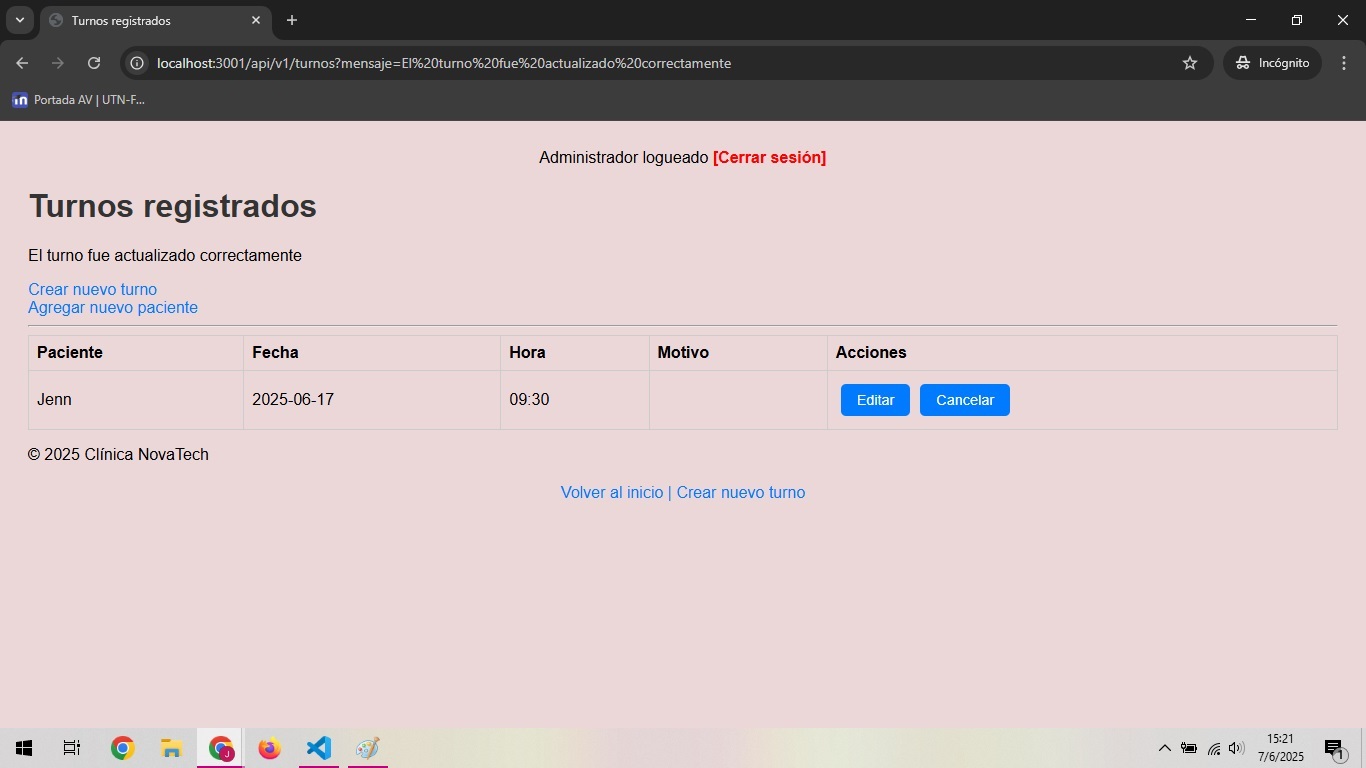 Turnos registrados
localhost:3001/api/v1/turnos?mensaje=El%20turno%20fue%20actualizado%20correctamente
Incógnito
Portada AV | UTN-F...
Administrador logueado [Cerrar sesión]
Turnos registrados
El turno fue actualizado correctamente
Crear nuevo turno
Agregar nuevo paciente
Paciente Fecha Hora Motivo Acciones
Jenn 2025-06-17 09:30 Editar Cancelar
© 2025 Clínica NovaTech
Volver al inicio | Crear nuevo turno
J
15:21
7/6/2025
1